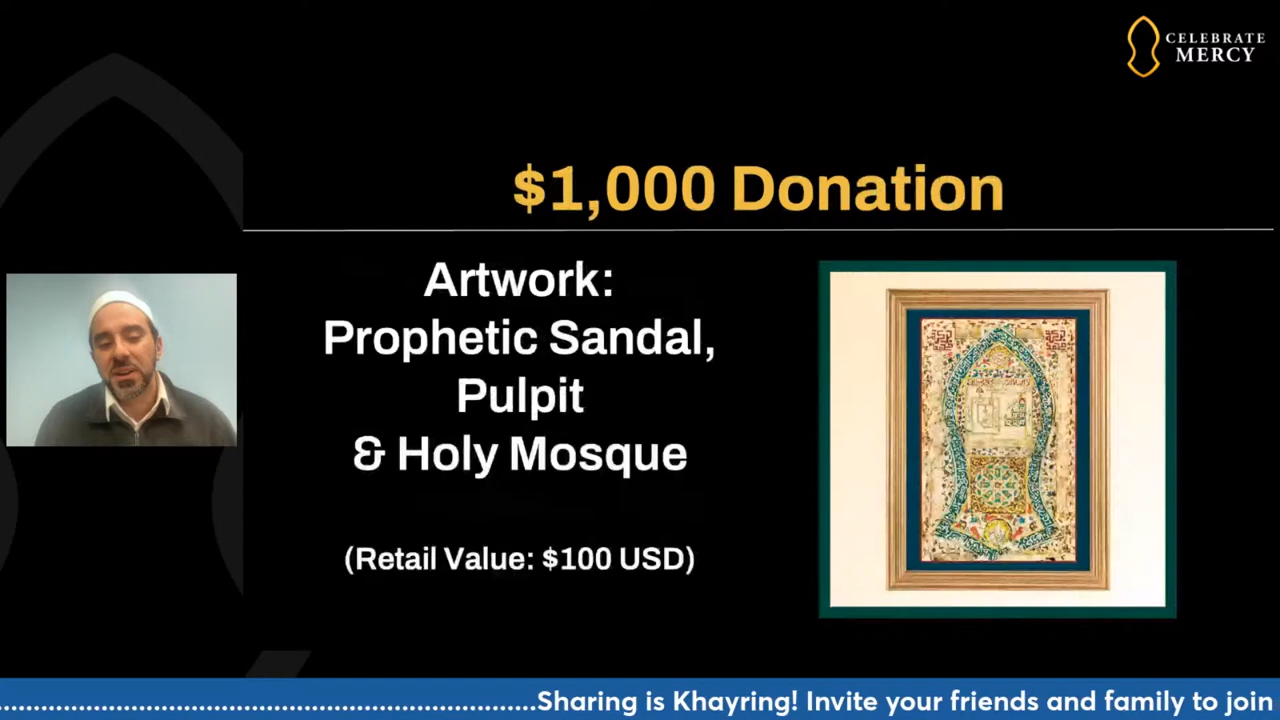 CELEBRATE
MERCY
$1,000 Donation
Artwork:
Prophetic Sandal,
Pulpit
& Holy Mosque
(Retail Value: $100 USD)
Sharing is Khayring! Invite your friends and family to join